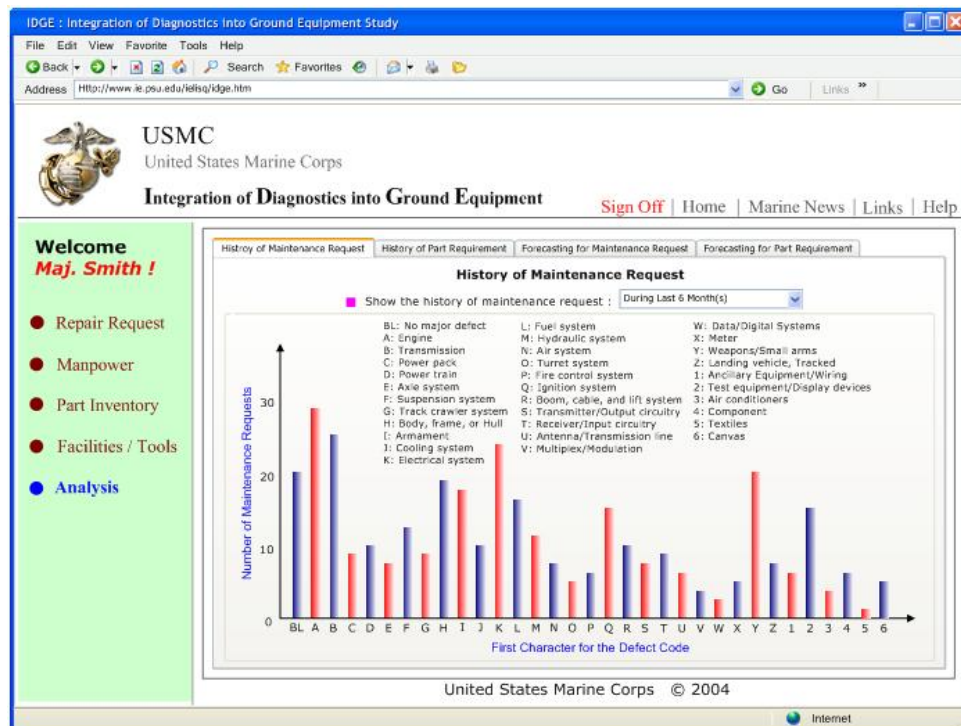 IDGE : Integration of Diagnostics into Ground Equipment Study
File Edit View Favorite Tools Help
Back Search Favorites
Address Http://www.ie.psu.edu/ielisq/idge.htm Go Links »
USMC
United States Marine Corps
Integration of Diagnostics into Ground Equipment
Sign Off | Home | Marine News | Links | Help
Welcome
Maj. Smith !
Repair Request
Manpower
Part Inventory
Facilities / Tools
Analysis
Histroy of Maintenance Request History of Part Requirement Forecasting for Maintenance Request Forecasting for Part Requirement
History of Maintenance Request
Show the history of maintenance request : During Last 6 Month(s)
BL: No major defect
A: Engine
B: Transmission
C: Power pack
D: Power train
E: Axle system
F: Suspension system
G: Track crawler system
H: Body, frame, or Hull
I: Armament
J: Cooling system
K: Electrical system
L: Fuel system
M: Hydraulic system
N: Air system
O: Turret system
P: Fire control system
Q: Ignition system
R: Boom, cable, and lift system
S: Transmitter/Output circuitry
T: Receiver/Input circuitry
U: Antenna/Transmission line
V: Multiplex/Modulation
W: Data/Digital Systems
X: Meter
Y: Weapons/Small arms
Z: Landing vehicle, Tracked
1: Ancillary Equipment/Wiring
2: Test equipment/Display devices
3: Air conditioners
4: Component
5: Textiles
6: Canvas
Number of Maintenance Requests
30
20
10
0
BL A B C D E F G H I J K L M N O P Q R S T U V W X Y Z 1 2 3 4 5 6
First Character for the Defect Code
United States Marine Corps © 2004
Internet